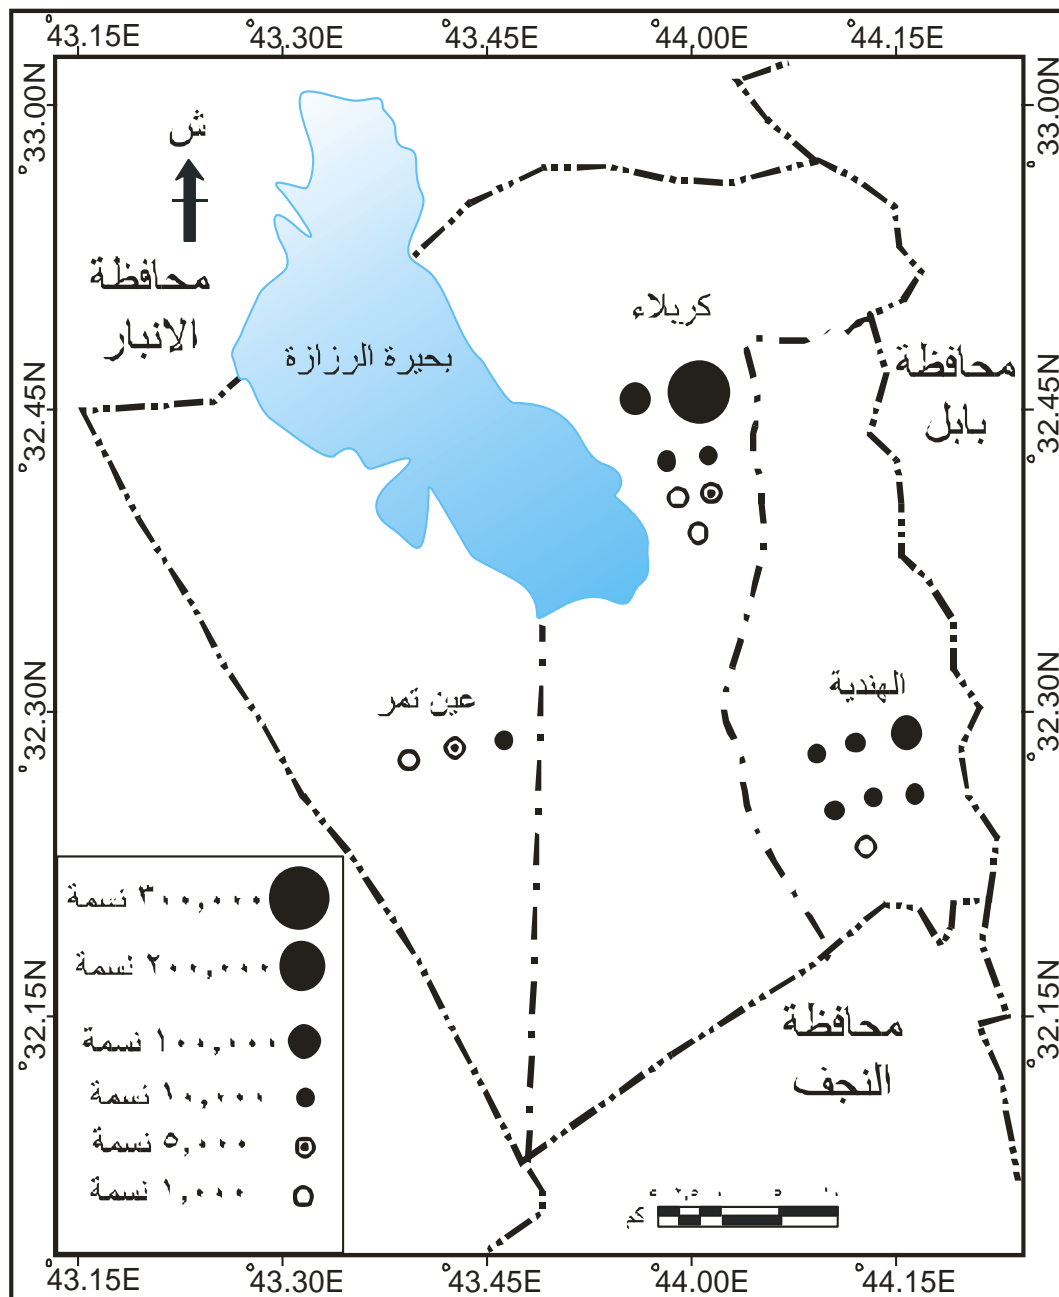 °43.15E °43.30E °43.45E °44.00E °44.15E
°33.00N
°33.00N
ش
محافظة
الانبار
كربلاء
بحيرة الرزازة
محافظة
بابل
°32.45N
°32.45N
الهندية
عين تمر
°32.30N
°32.30N
٣٠٠,٠٠٠ نسمة
٢٠٠,٠٠٠ نسمة
١٠٠,٠٠٠ نسمة
١٠,٠٠٠ نسمة
٥,٠٠٠ نسمة
١,٠٠٠ نسمة
°32.15N
°32.15N
محافظة
النجف
كم
°43.15E °43.30E °43.45E °44.00E °44.15E